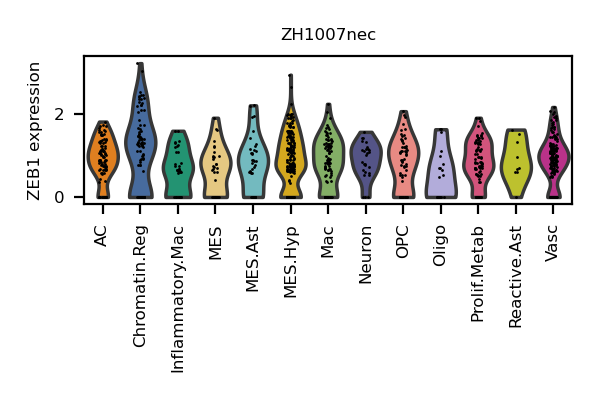 ZH1007nec
ZEB1 expression
2
0
AC
Chromatin.Reg
Inflammatory.Mac
MES
MES.Ast
MES.Hyp
Mac
Neuron
OPC
Oligo
Prolif.Metab
Reactive.Ast
Vasc